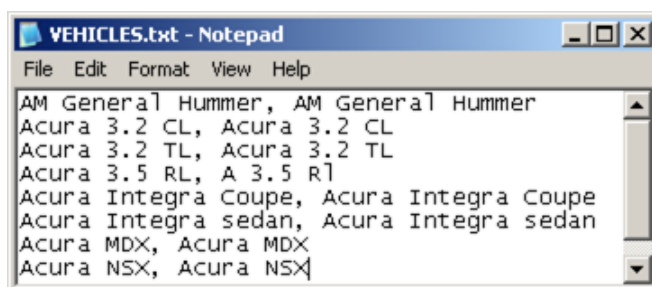 VEHICLES.txt - Notepad
File Edit Format View Help
AM General Hummer, AM General Hummer
Acura 3.2 CL, Acura 3.2 CL
Acura 3.2 TL, Acura 3.2 TL
Acura 3.5 RL, A 3.5 Rl
Acura Integra Coupe, Acura Integra Coupe
Acura Integra sedan, Acura Integra sedan
Acura MDX, Acura MDX
Acura NSX, Acura NSX